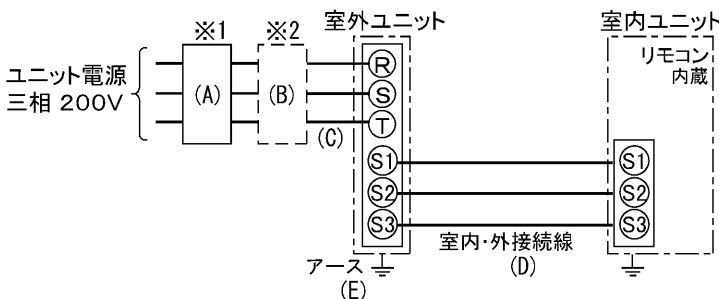 ※1
※2
室外ユニット
室内ユニット
ユニット電源
三相 200V
(A)
(B)
(C)
R
S
T
リモコン
内蔵
S1
S2
S3
S1
S2
S3
室内･外接続線
(D)
アース
(E)